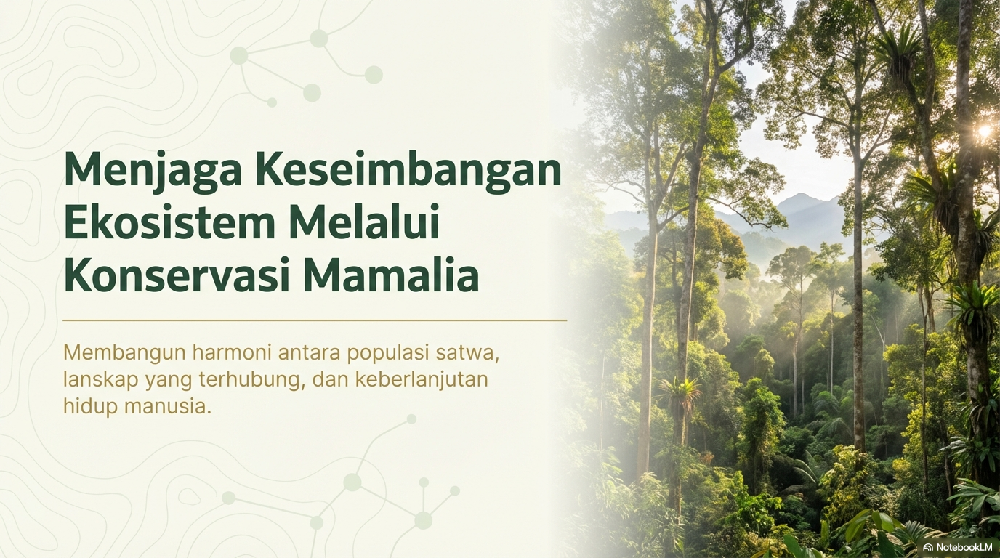 Menjaga Keseimbangan
Ekosistem Melalui
Konservasi Mamalia
Membangun harmoni antara populasi satwa,
lanskap yang terhubung, dan keberlanjutan
hidup manusia.
NotebookLM